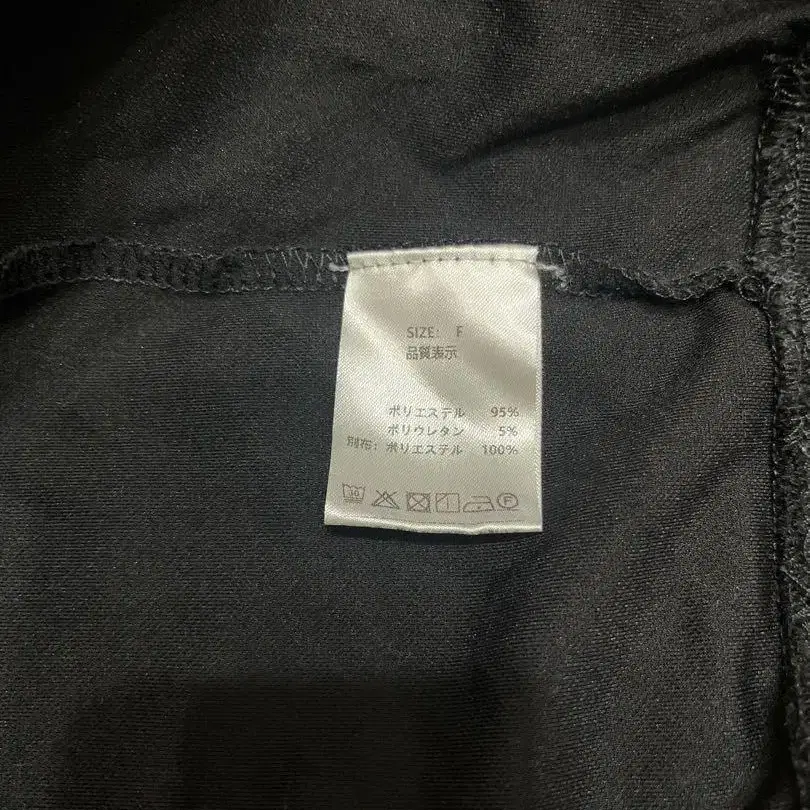 SIZE: F
品質表示
ポリエステル 95%
ポリウレタン 5%
別布: ポリエステル 100%
30
F